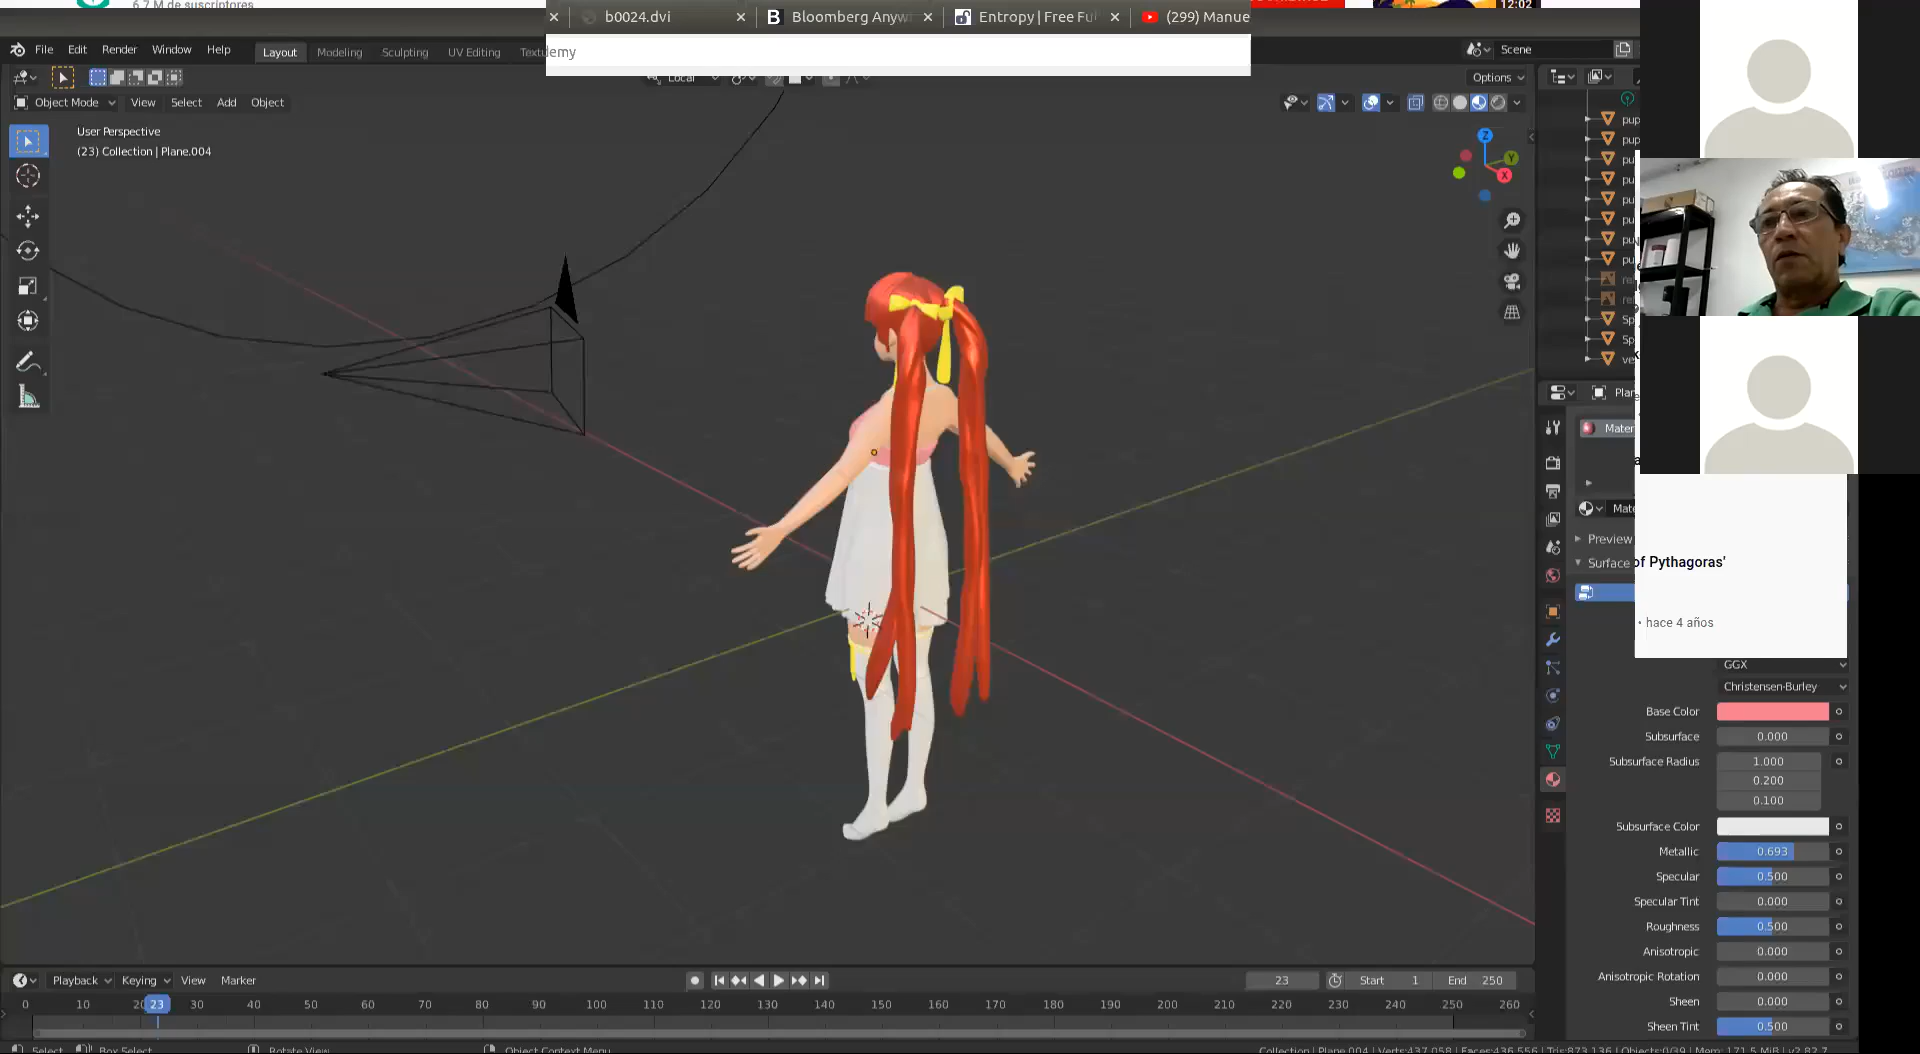 6.7 M de suscriptores
12:02
b0024.dvi
Bloomberg Anyw
Entropy | Free Fu
(299) Manue
File Edit Render Window Help
Layout Modeling Sculpting UV Editing
demy
Scene
Local
Options
Object Mode View Select Add Object
User Perspective
(23) Collection | Plane.004
Z
Y
X
pup
pup
pu
pu
pu
pu
pu
pu
re
re
Sp
Sp
ve
Plan
Mater
Mate
Preview
Surface
of Pythagoras'
• hace 4 años
GGX
Christensen-Burley
Base Color
Subsurface 0.000
Subsurface Radius 1.000
0.200
0.100
Subsurface Color
Metallic 0.693
Specular 0.500
Specular Tint 0.000
Roughness 0.500
Anisotropic 0.000
Anisotropic Rotation 0.000
Sheen 0.000
Sheen Tint 0.500
Playback Keying View Marker
23 Start 1 End 250
0 10 20 23 30 40 50 60 70 80 90 100 110 120 130 140 150 160 170 180 190 200 210 220 230 240 250 260
Select Box Select Rotate View Object Context Menu
Collection | Plane.004 | Verts:437,058 | Faces:436,556 | Tris:873,136 | Objects:0/39 | Mem: 171.5 MiB | v2.82.7